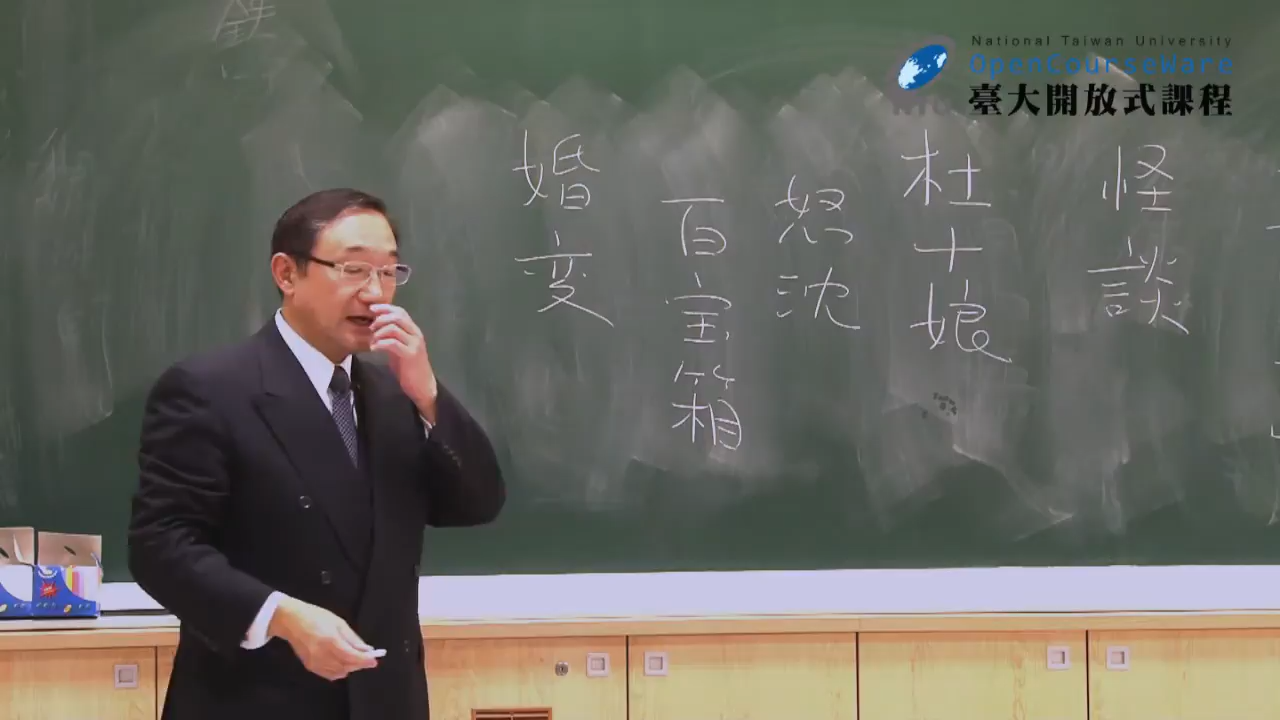 National Taiwan University
OpenCourseWare
臺大開放式課程
怪談
杜十娘
怒沈
百宝箱
婚変